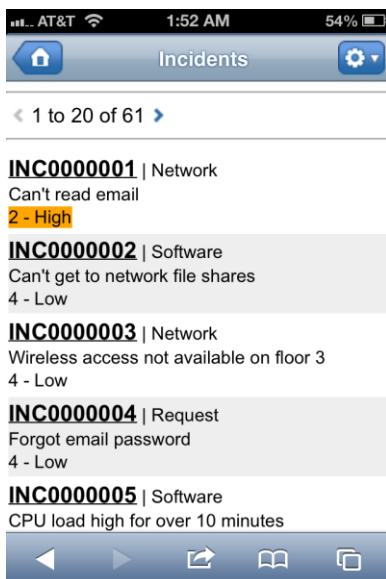 AT&T 1:52 AM 54%
Incidents
1 to 20 of 61
INC0000001 | Network
Can't read email
2 - High
INC0000002 | Software
Can't get to network file shares
4 - Low
INC0000003 | Network
Wireless access not available on floor 3
4 - Low
INC0000004 | Request
Forgot email password
4 - Low
INC0000005 | Software
CPU load high for over 10 minutes